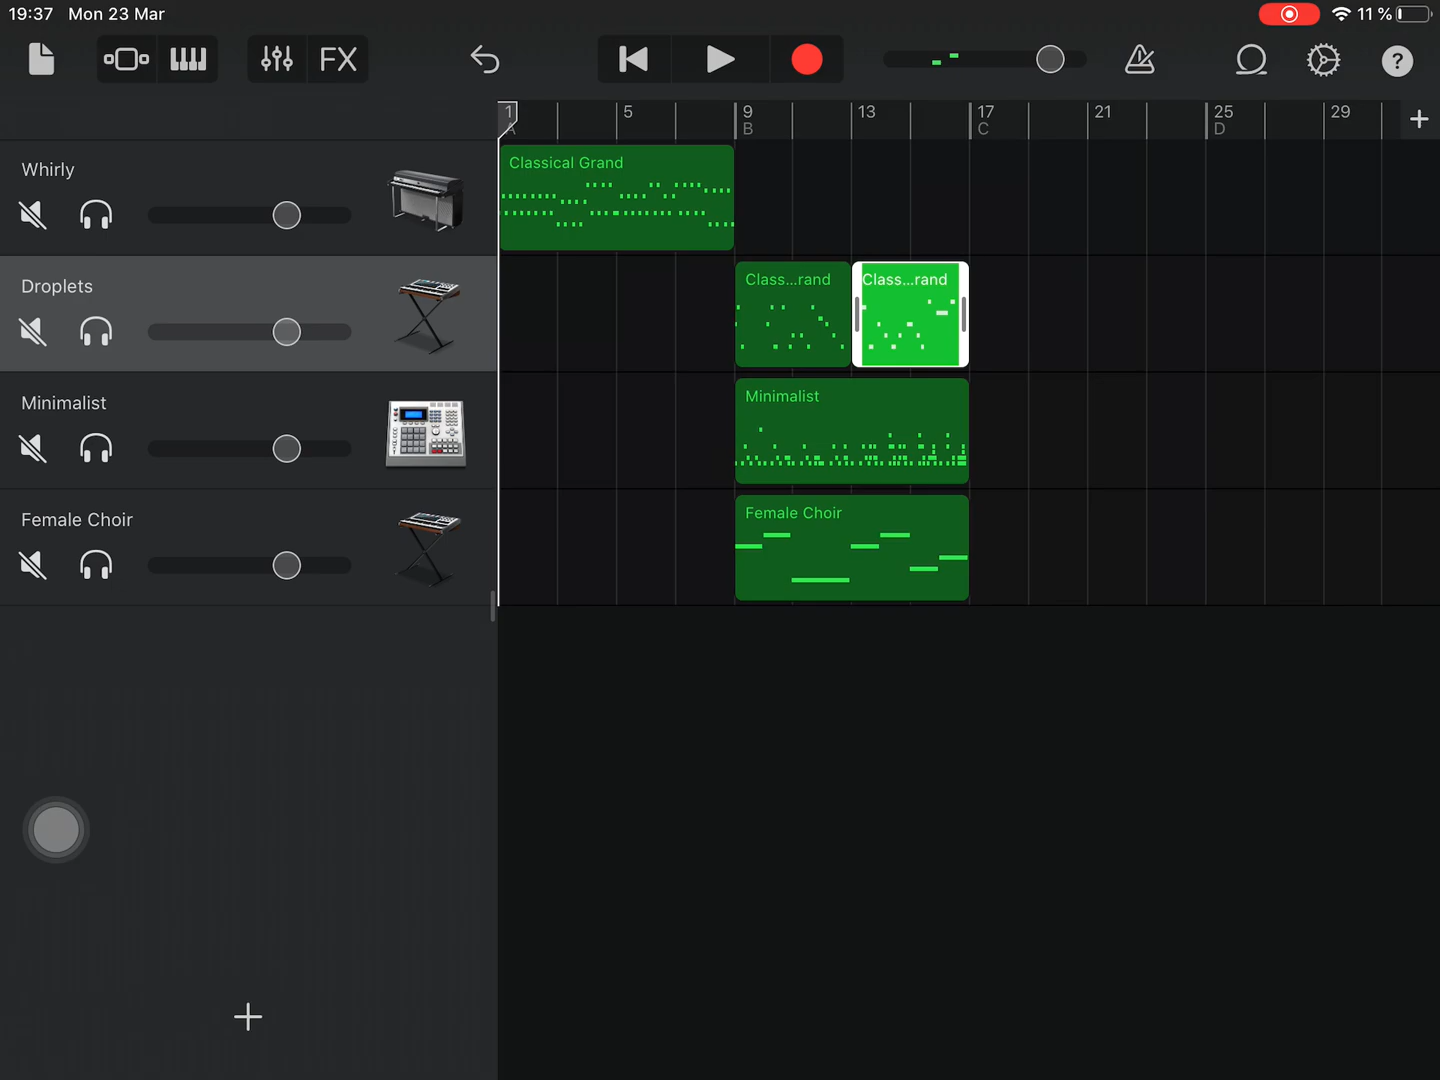 19:37 Mon 23 Mar 11 %
FX ?
1 5 9 13 17 21 25 29
A B C D
Whirly
Classical Grand
Droplets
Class...rand Class...rand
Minimalist
Minimalist
Female Choir
Female Choir